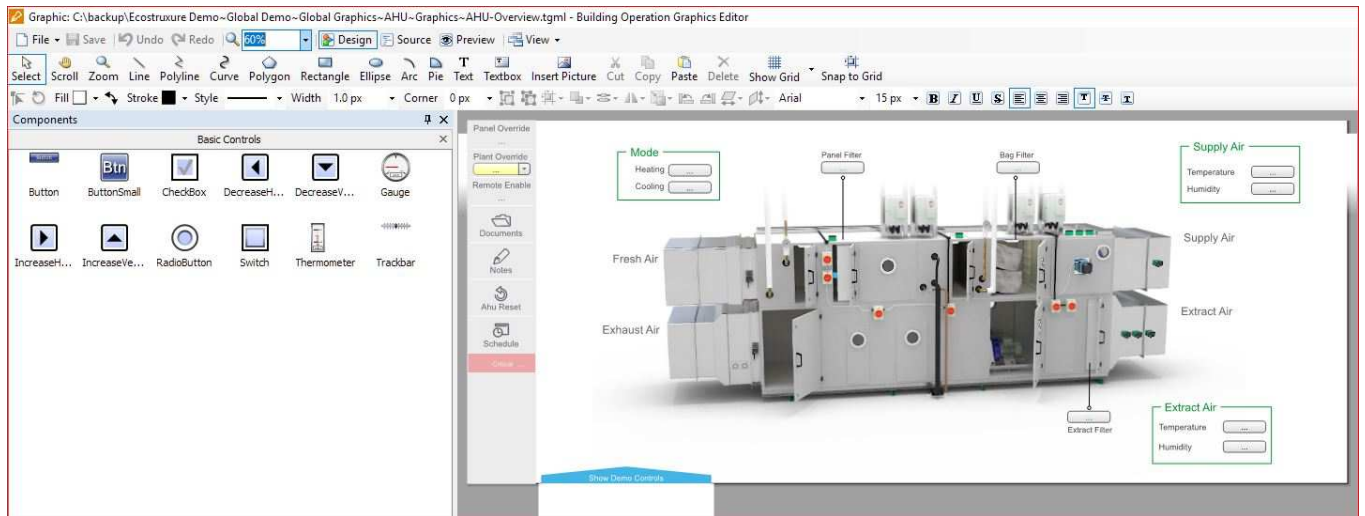 Graphic: C:\backup\Ecostruxure Demo~Global Demo~Global Graphics~AHU~Graphics~AHU-Overview.tgml - Building Operation Graphics Editor
File Save Undo Redo 60% Design Source Preview View
Select Scroll Zoom Line Polyline Curve Polygon Rectangle Ellipse Arc Pie Text Textbox Insert Picture Cut Copy Paste Delete Show Grid Snap to Grid
Fill Stroke Style Width 1.0 px Corner 0 px Arial 15 px B I U S T T T
Components
Basic Controls
Btn
Button ButtonSmall CheckBox DecreaseH... DecreaseV... Gauge
IncreaseH... IncreaseVe... RadioButton Switch Thermometer Trackbar
Panel Override
...
Plant Override
...
Remote Enable
...
Documents
Notes
Ahu Reset
Schedule
Mode
Heating ...
Cooling ...
Panel Filter
...
Bag Filter
...
Supply Air
Temperature ...
Humidity ...
Fresh Air
Supply Air
Exhaust Air
Extract Air
...
Extract Filter
Extract Air
Temperature ...
Humidity ...
Show Demo Controls